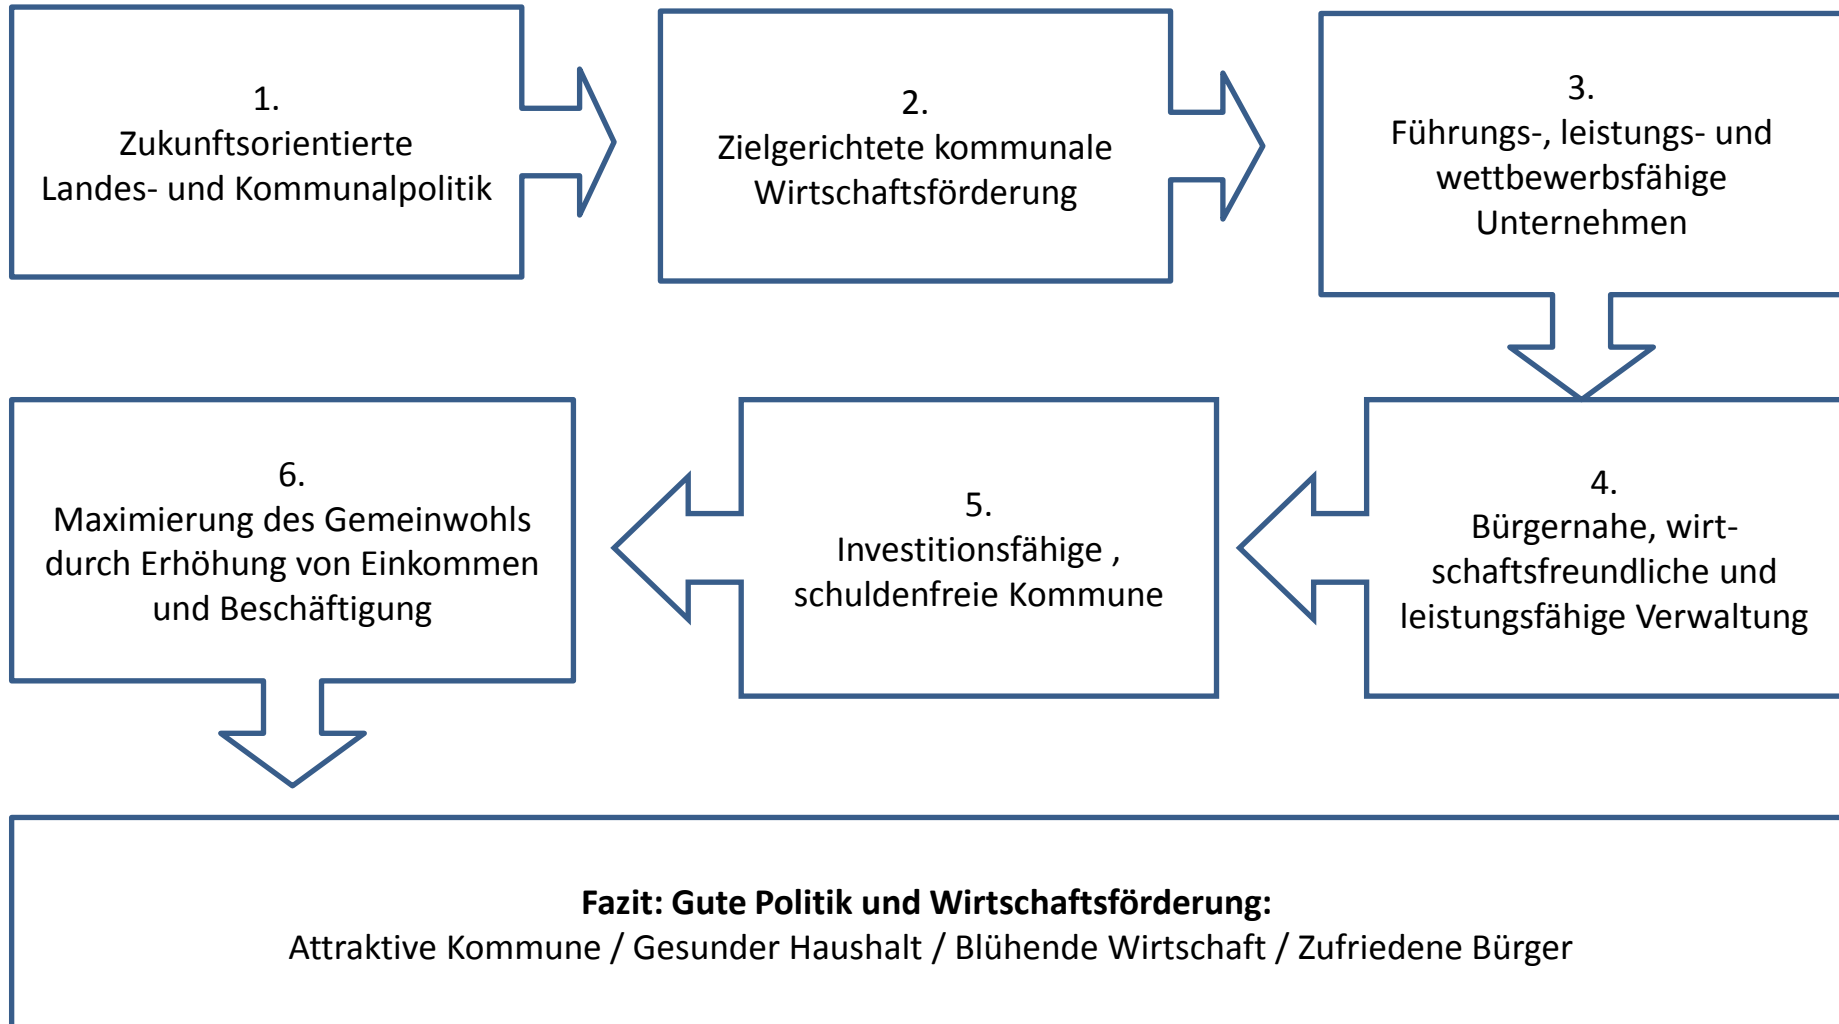 1.
Zukunftsorientierte
Landes- und Kommunalpolitik
2.
Zielgerichtete kommunale
Wirtschaftsförderung
3.
Führungs-, leistungs- und
wettbewerbsfähige
Unternehmen
4.
Bürgernahe, wirt-
schaftsfreundliche und
leistungsfähige Verwaltung
5.
Investitionsfähige ,
schuldenfreie Kommune
6.
Maximierung des Gemeinwohls
durch Erhöhung von Einkommen
und Beschäftigung
Fazit: Gute Politik und Wirtschaftsförderung:
Attraktive Kommune / Gesunder Haushalt / Blühende Wirtschaft / Zufriedene Bürger